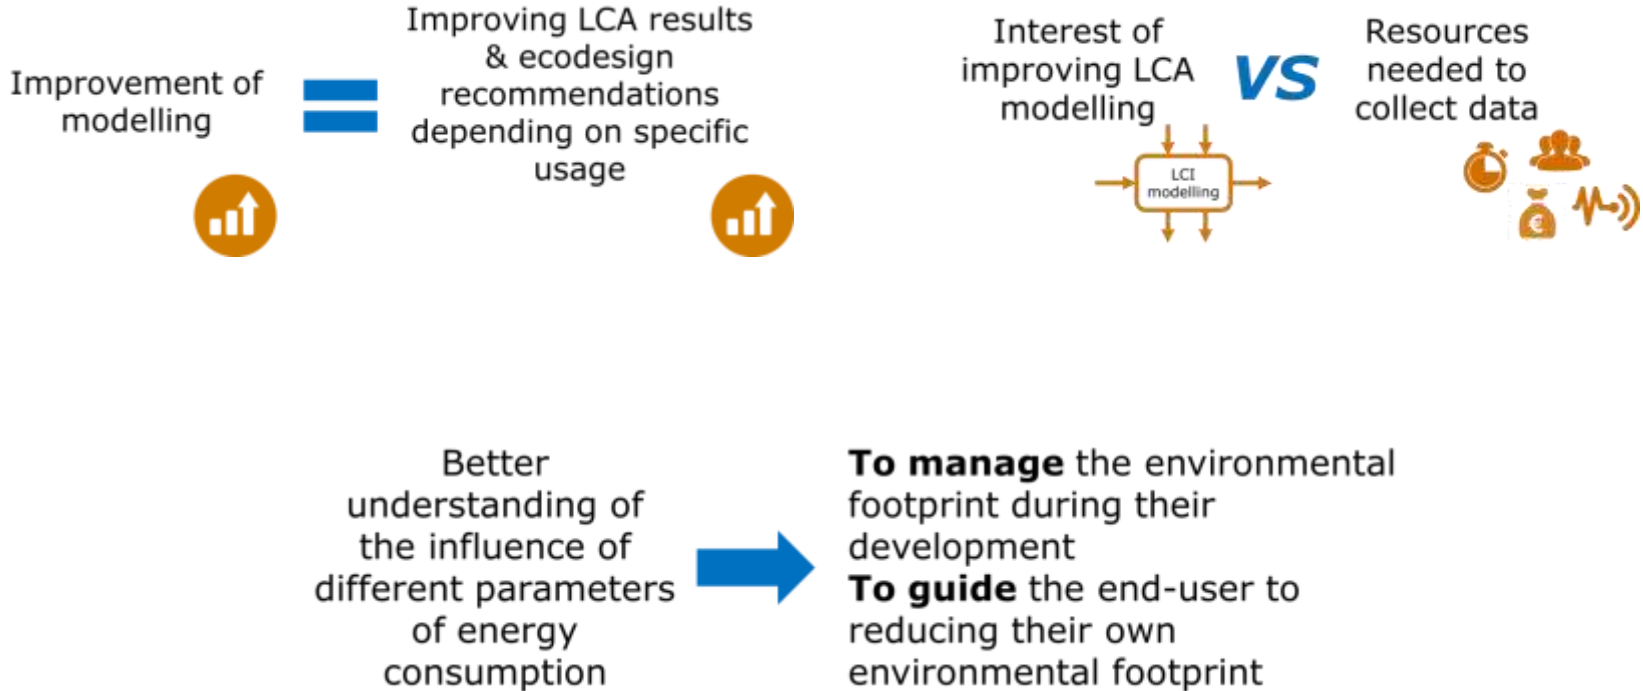 Improvement of
modelling
Improving LCA results
& ecodesign
recommendations
depending on specific
usage
Interest of
improving LCA
modelling
VS
Resources
needed to
collect data
LCI
modelling
€
Better
understanding of
the influence of
different parameters
of energy
consumption
To manage the environmental
footprint during their
development
To guide the end-user to
reducing their own
environmental footprint